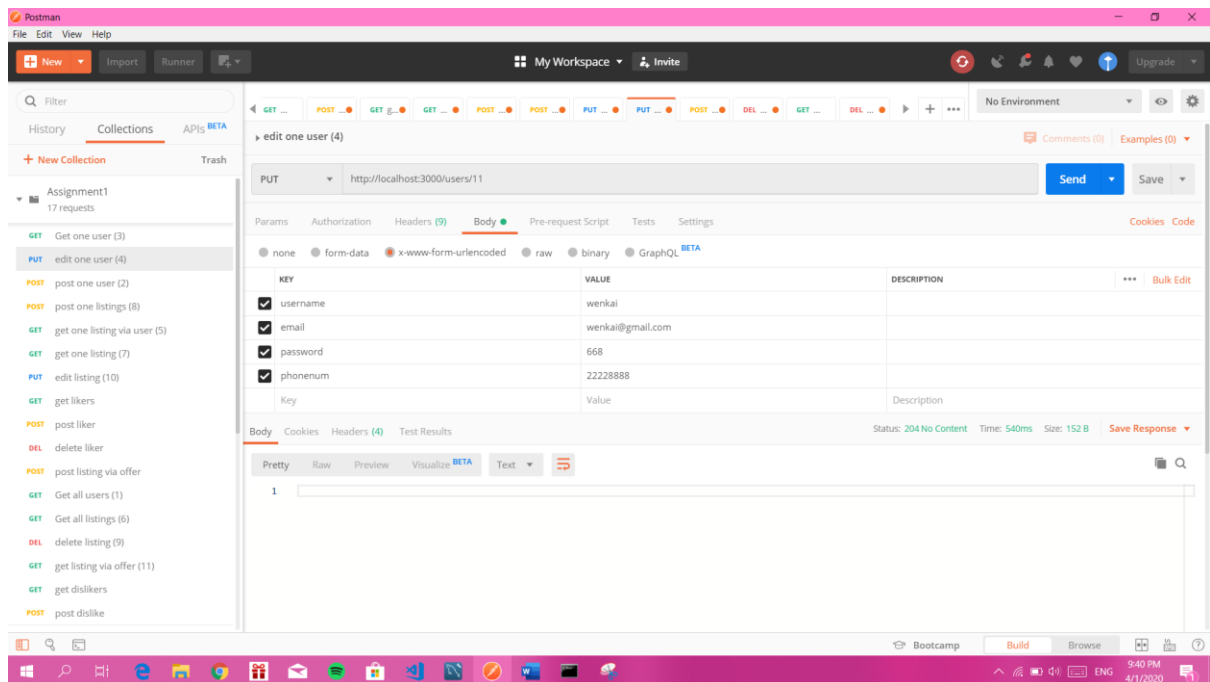 Postman
File Edit View Help
New Import Runner My Workspace Invite Upgrade
Filter
History Collections APIs BETA
+ New Collection Trash
Assignment1
17 requests
GET Get one user (3)
PUT edit one user (4)
POST post one user (2)
POST post one listings (8)
GET get one listing via user (5)
GET get one listing (7)
PUT edit listing (10)
GET get likers
POST post liker
DEL delete liker
POST post listing via offer
GET Get all users (1)
GET Get all listings (6)
DEL delete listing (9)
GET get listing via offer (11)
GET get dislikers
POST post dislike
GET ... POST ... GET g... GET ... POST ... POST ... PUT ... PUT ... POST ... DEL ... GET ... DEL ... + ••• No Environment
edit one user (4) Comments (0) Examples (0)
PUT http://localhost:3000/users/11 Send Save
Params Authorization Headers (9) Body Pre-request Script Tests Settings Cookies Code
none form-data x-www-form-urlencoded raw binary GraphQL BETA
KEY VALUE DESCRIPTION ••• Bulk Edit
username wenkai
email wenkai@gmail.com
password 668
phonenum 22228888
Key Value Description
Body Cookies Headers (4) Test Results Status: 204 No Content Time: 540ms Size: 152 B Save Response
Pretty Raw Preview Visualize BETA Text
1
Bootcamp Build Browse
ENG 9:40 PM
4/1/2020